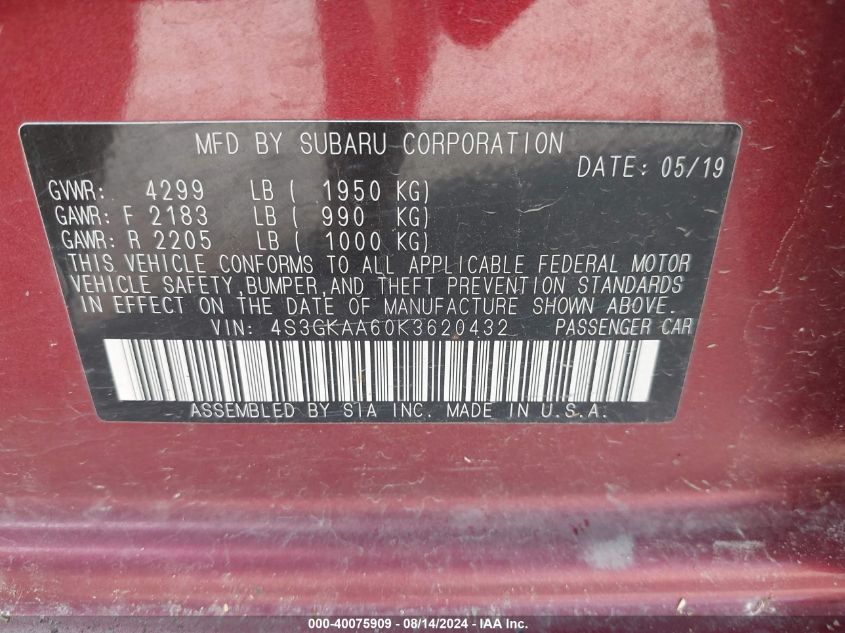 MFD BY SUBARU CORPORATION
DATE: 05/19
GVWR: 4299 LB ( 1950 KG)
GAWR: F 2183 LB ( 990 KG)
GAWR: R 2205 LB ( 1000 KG)
THIS VEHICLE CONFORMS TO ALL APPLICABLE FEDERAL MOTOR
VEHICLE SAFETY, BUMPER, AND THEFT PREVENTION STANDARDS
IN EFFECT ON THE DATE OF MANUFACTURE SHOWN ABOVE.
VIN: 4S3GKAA60K3620432 PASSENGER CAR
ASSEMBLED BY SIA INC. MADE IN U.S.A.
000-40075909 - 08/14/2024 - IAA Inc.